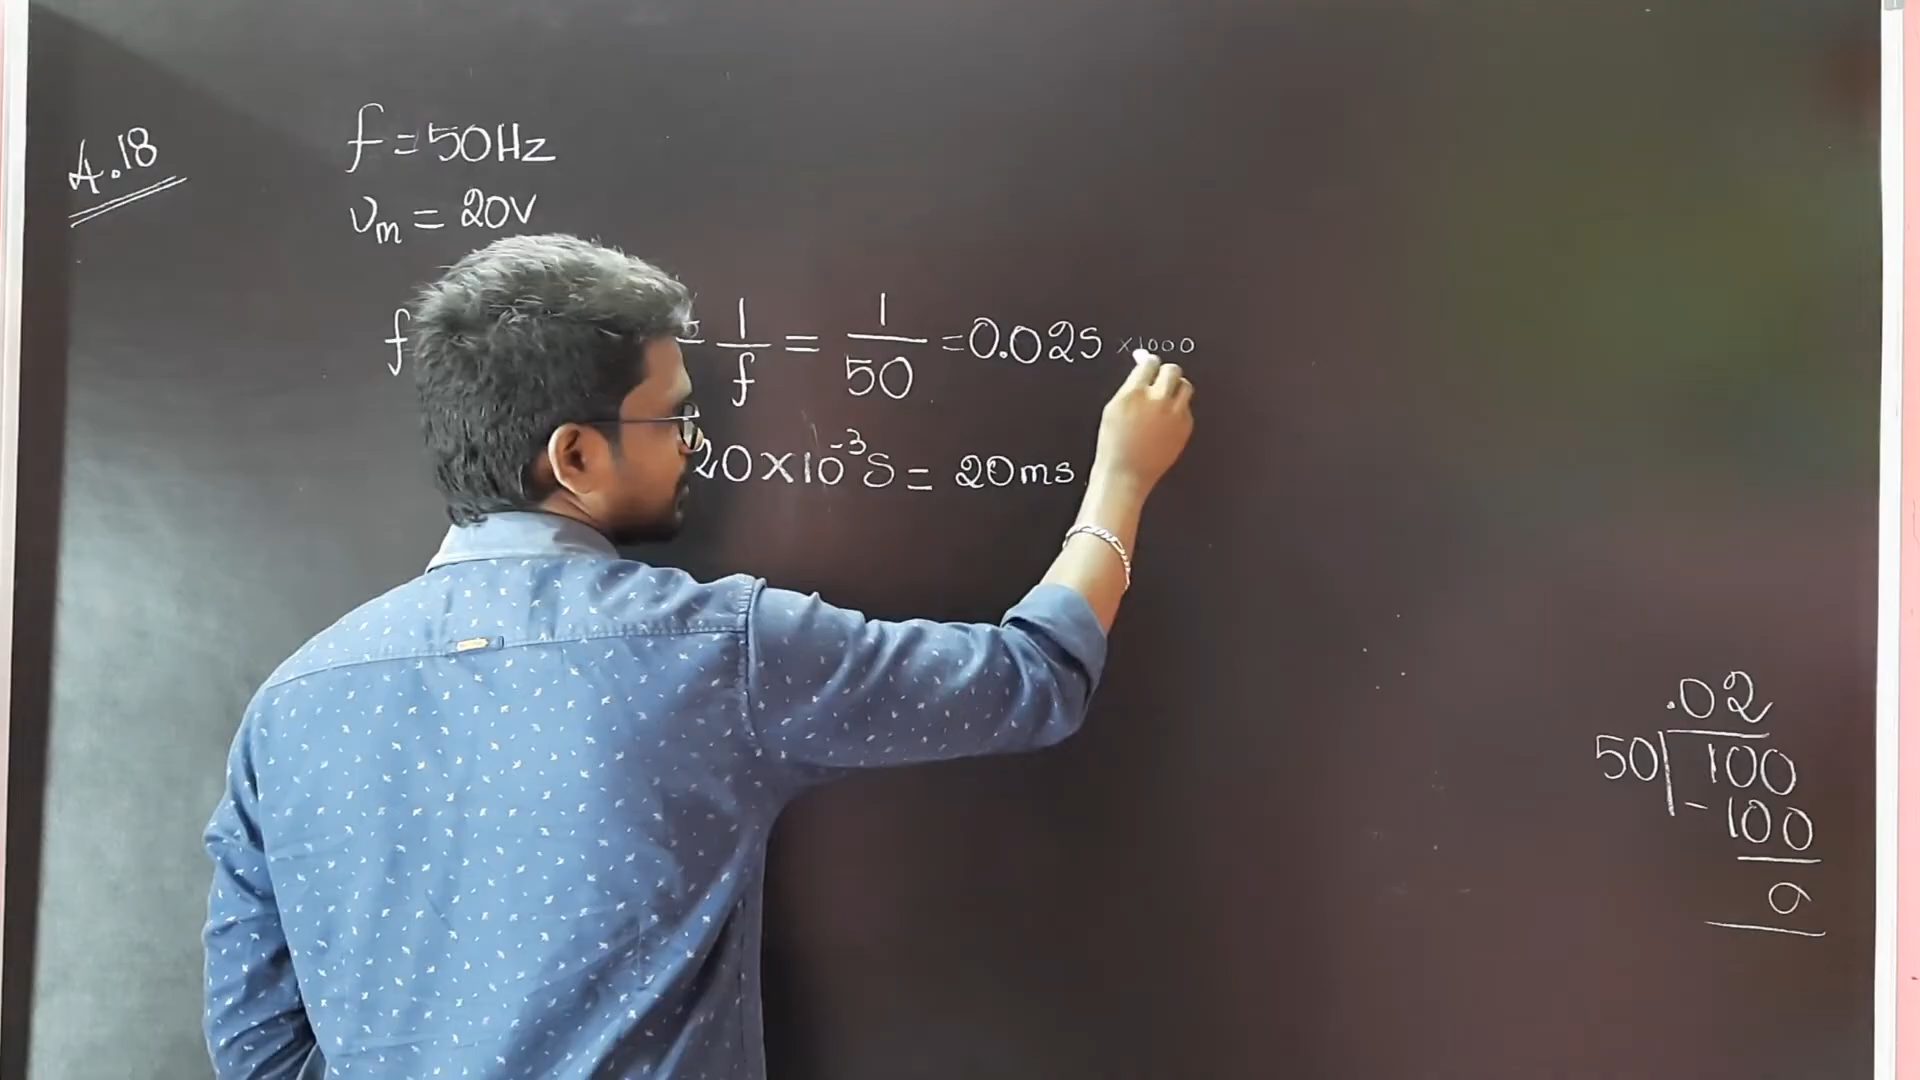 4.18
f = 50Hz
υm = 20V
f = 1/f = 1/50 = 0.02s ×1000
20×10⁻³s = 20ms
.02
50 100
- 100
0